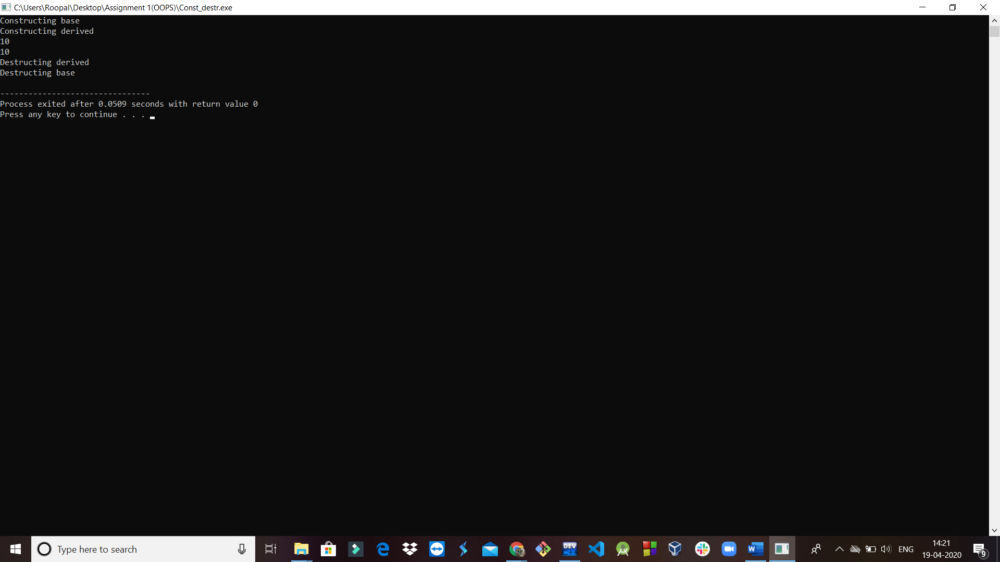 C:\Users\Roopal\Desktop\Assignment 1(OOPS)\Const_destr.exe
Constructing base
Constructing derived
10
10
Destructing derived
Destructing base
--------------------------------
Process exited after 0.0509 seconds with return value 0
Press any key to continue . . .
Type here to search
DEV
C++
W
ENG
14:21
19-04-2020
9